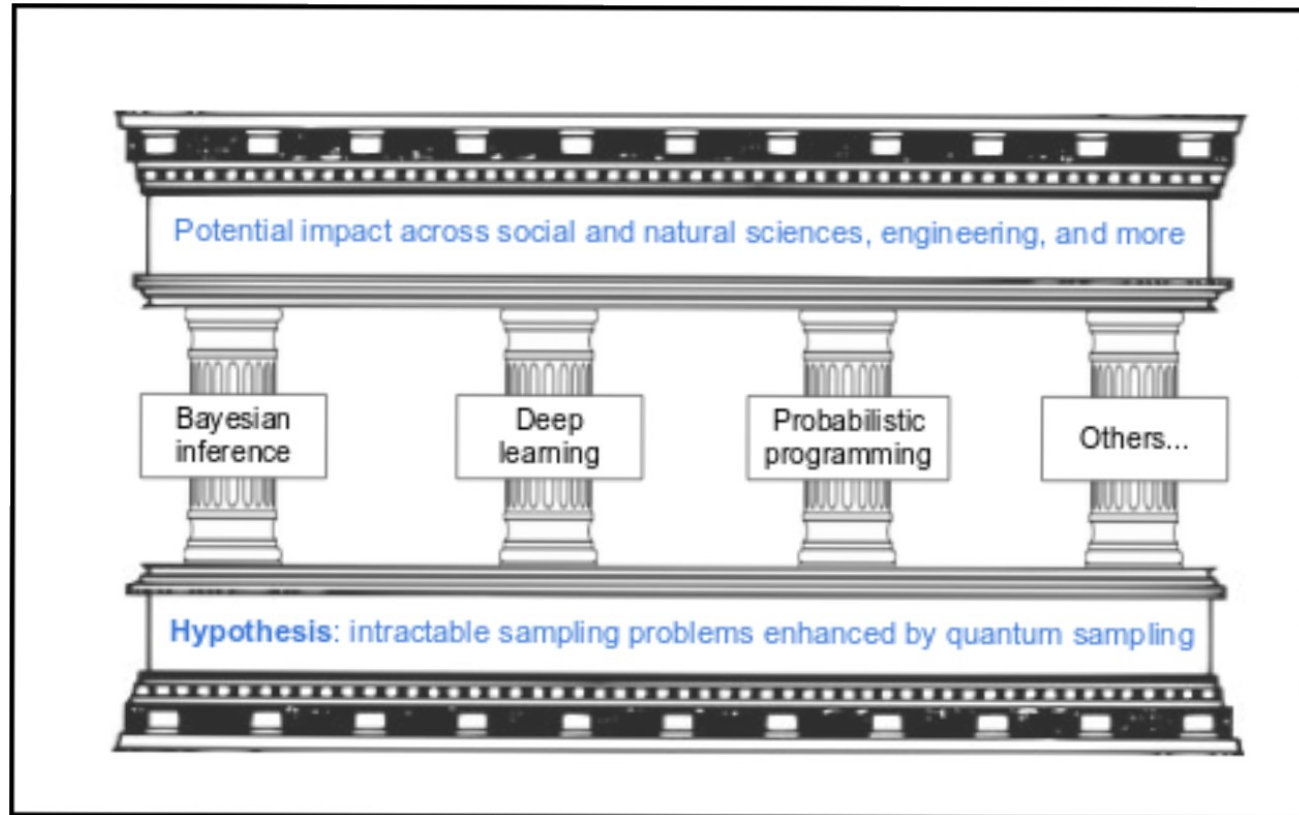 Potential impact across social and natural sciences, engineering, and more
Bayesian
inference
Deep
learning
Probabilistic
programming
Others...
Hypothesis: intractable sampling problems enhanced by quantum sampling